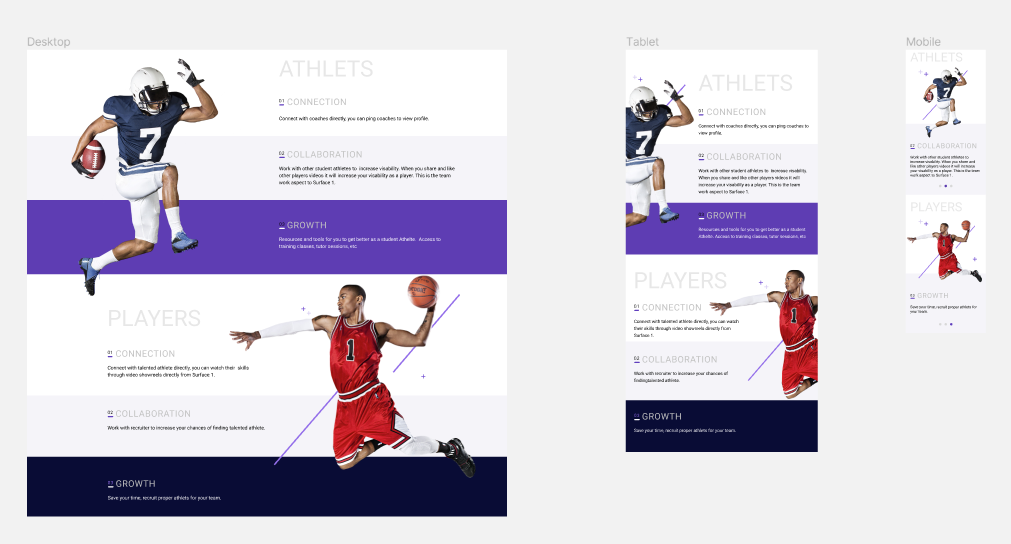 Desktop
ATHLETS
01 CONNECTION
Connect with coaches directly, you can ping coaches to
view profile.
02 COLLABORATION
Work with other student athletes to increase visability. When you share and like
other players videos it will increase your visability as a player. This is the team
work aspect to Surface 1.
7
GROWTH
Resources and tools for you to get better as a student Athelte. Access to
training classes, tutor sessions, etc
PLAYERS
01 CONNECTION
Connect with talented athlete directly, you can watch their skills
through video showreels directly from Surface 1.
1
02 COLLABORATION
Work with recruiter to increase your chances of finding talented athlete.
03 GROWTH
Save your time, recruit proper athlets for your team.
Tablet
ATHLETS
01 CONNECTION
Connect with coaches directly, you can ping coaches to
view profile.
7
02 COLLABORATION
Work with other student athletes to increase visability.
When you share and like other players videos it will
increase your visability as a player. This is the team
work aspect to Surface 1.
GROWTH
Resources and tools for you to get better as a student
Athelte. Access to training classes, tutor sessions, etc
PLAYERS
01 CONNECTION
Connect with talented athlete directly, you can watch
their skills through video showreels directly from
Surface 1.
1
02 COLLABORATION
Work with recruiter to increase your chances of
findingtalented athlete.
03 GROWTH
Save your time, recruit proper athlets for your team.
Mobile
ATHLETS
7
COLLABORATION
Work with other student athletes to
increase visability. When you share and
like other players videos it will increase
your visability as a player. This is the team
work aspect to Surface 1.
PLAYERS
1
03 GROWTH
Save your time, recruit proper athlets for
your team.